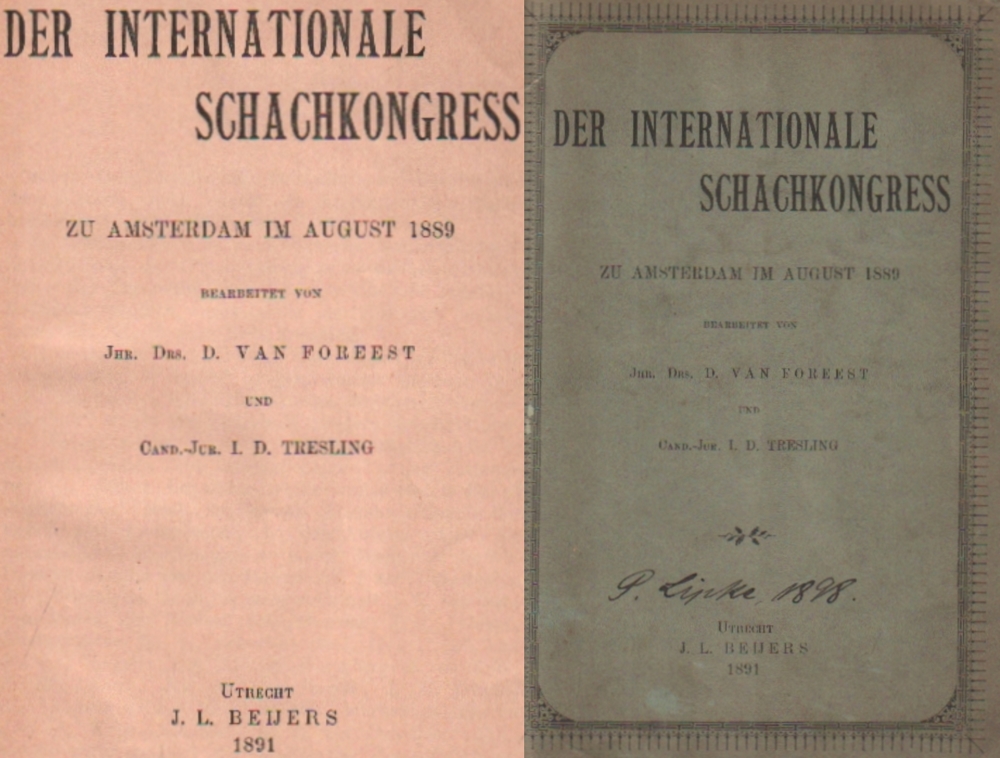 DER INTERNATIONALE
SCHACHKONGRESS
ZU AMSTERDAM IM AUGUST 1889
BEARBEITET VON
JHR. DRS. D. VAN FOREEST
UND
CAND.-JUR. I. D. TRESLING
UTRECHT
J. L. BEIJERS
1891
DER INTERNATIONALE
SCHACHKONGRESS
ZU AMSTERDAM IM AUGUST 1889
BEARBEITET VON
JHR. DRS. D. VAN FOREEST
UND
CAND.-JUR. I. D. TRESLING
P. Lipke, 1898.
UTRECHT
J. L. BEIJERS
1891